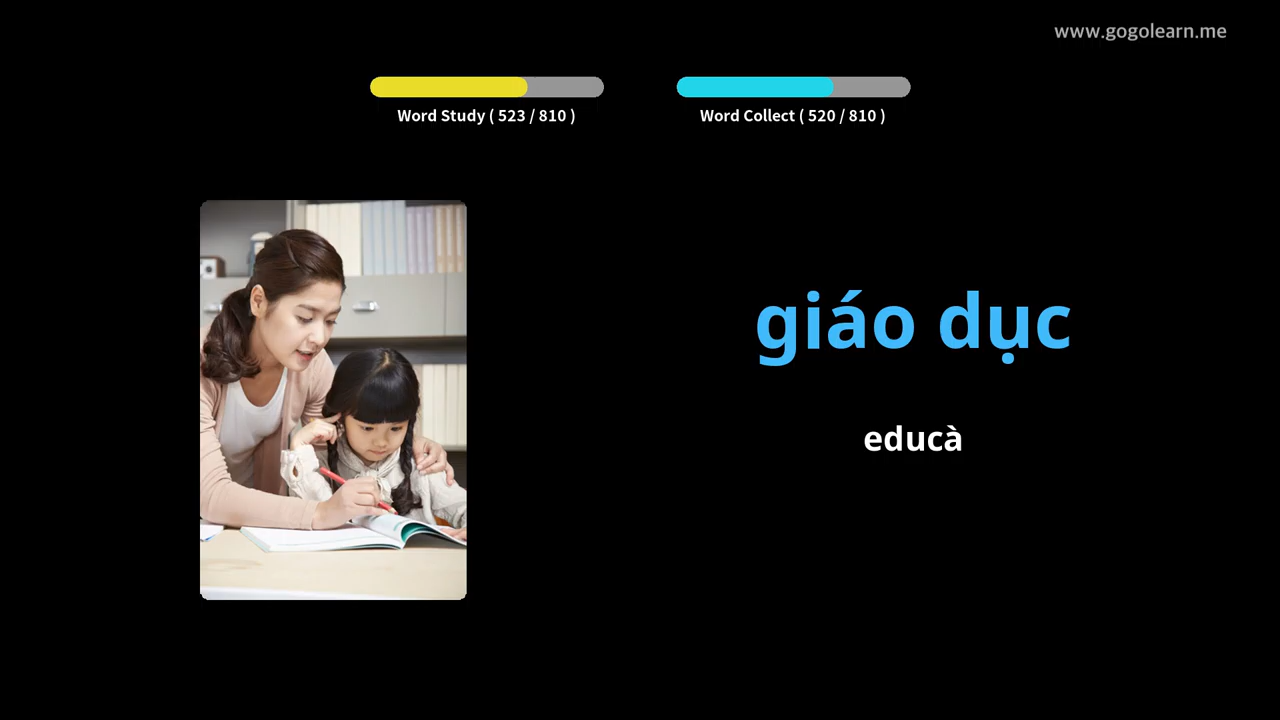 www.gogolearn.me
Word Study ( 523 / 810 )
Word Collect ( 520 / 810 )
giáo dục
educà